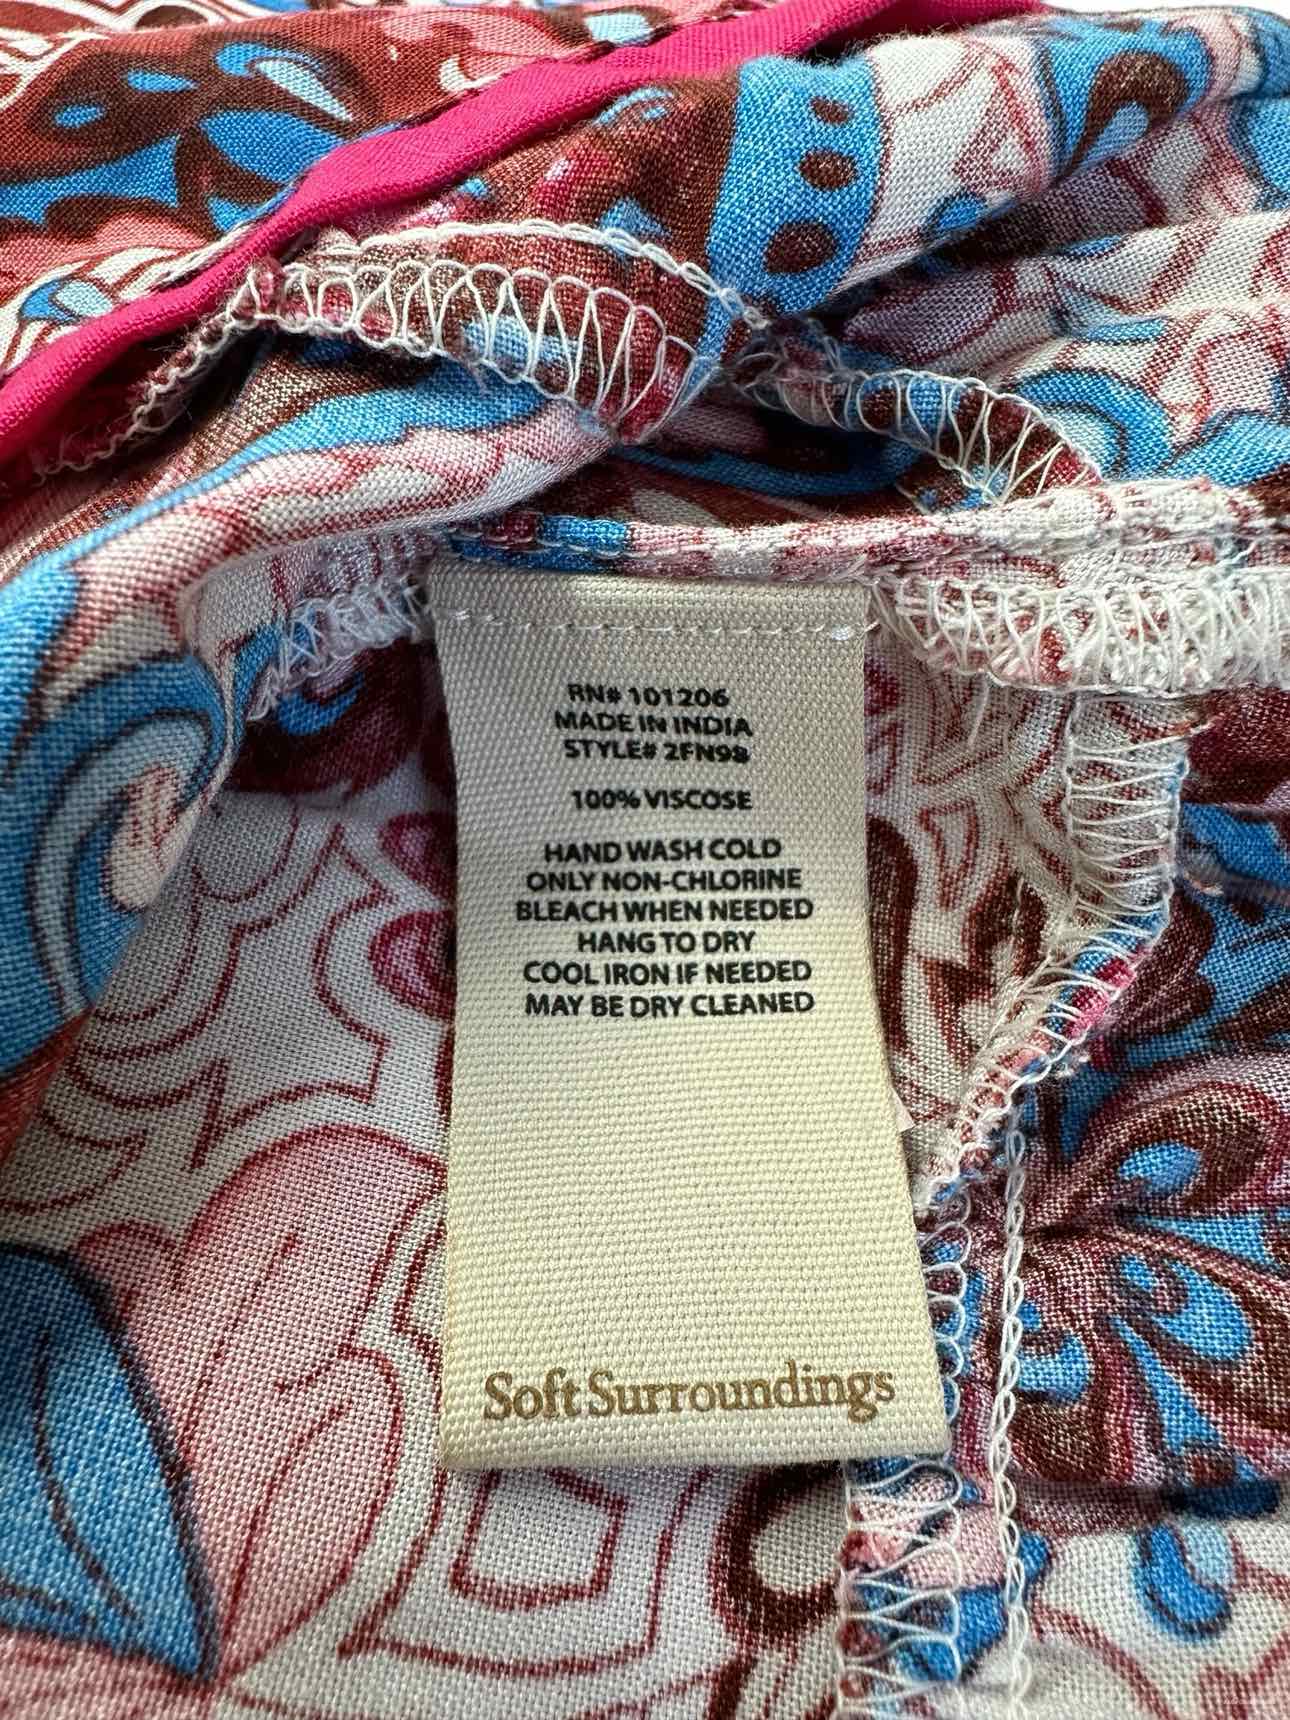 RN# 101206
MADE IN INDIA
STYLE# 2FN98
100% VISCOSE
HAND WASH COLD
ONLY NON-CHLORINE
BLEACH WHEN NEEDED
HANG TO DRY
COOL IRON IF NEEDED
MAY BE DRY CLEANED
Soft Surroundings